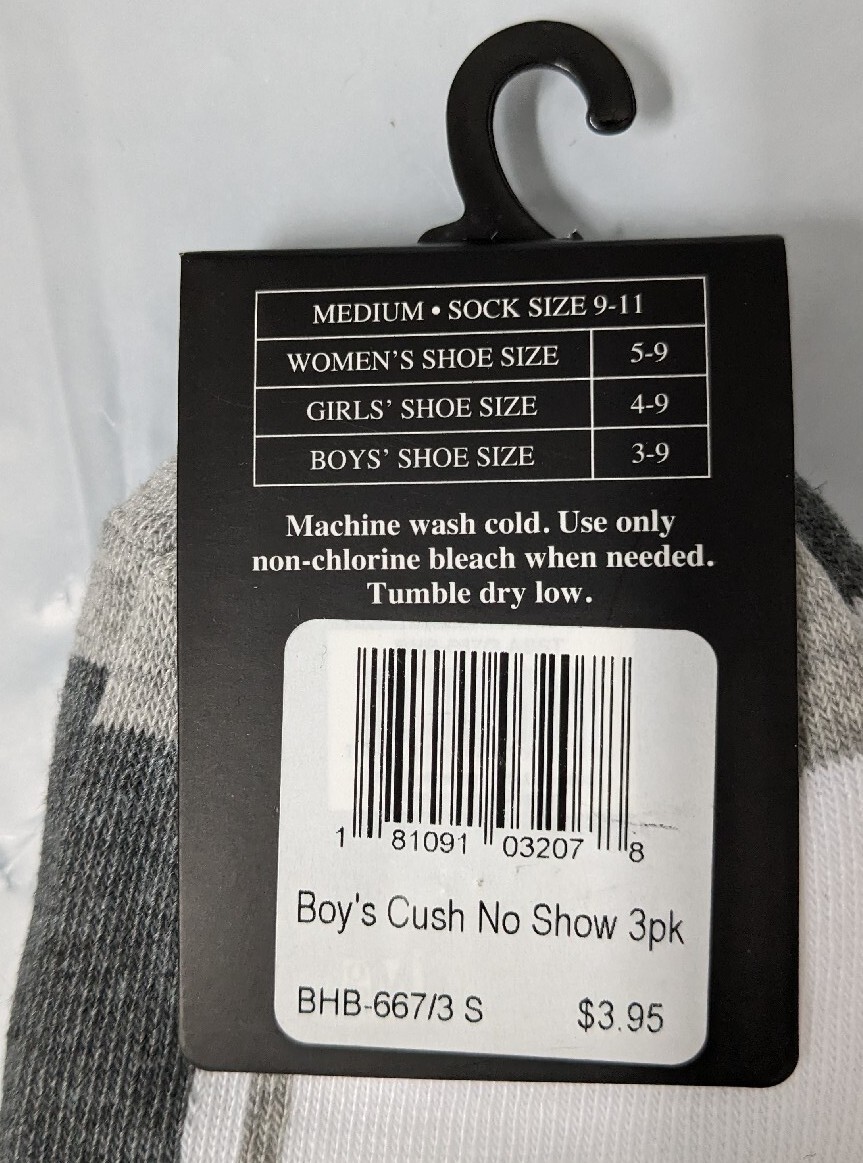 MEDIUM • SOCK SIZE 9-11
WOMEN'S SHOE SIZE 5-9
GIRLS' SHOE SIZE 4-9
BOYS' SHOE SIZE 3-9
Machine wash cold. Use only
non-chlorine bleach when needed.
Tumble dry low.
1 81091 03207 8
Boy's Cush No Show 3pk
BHB-667/3 S $3.95